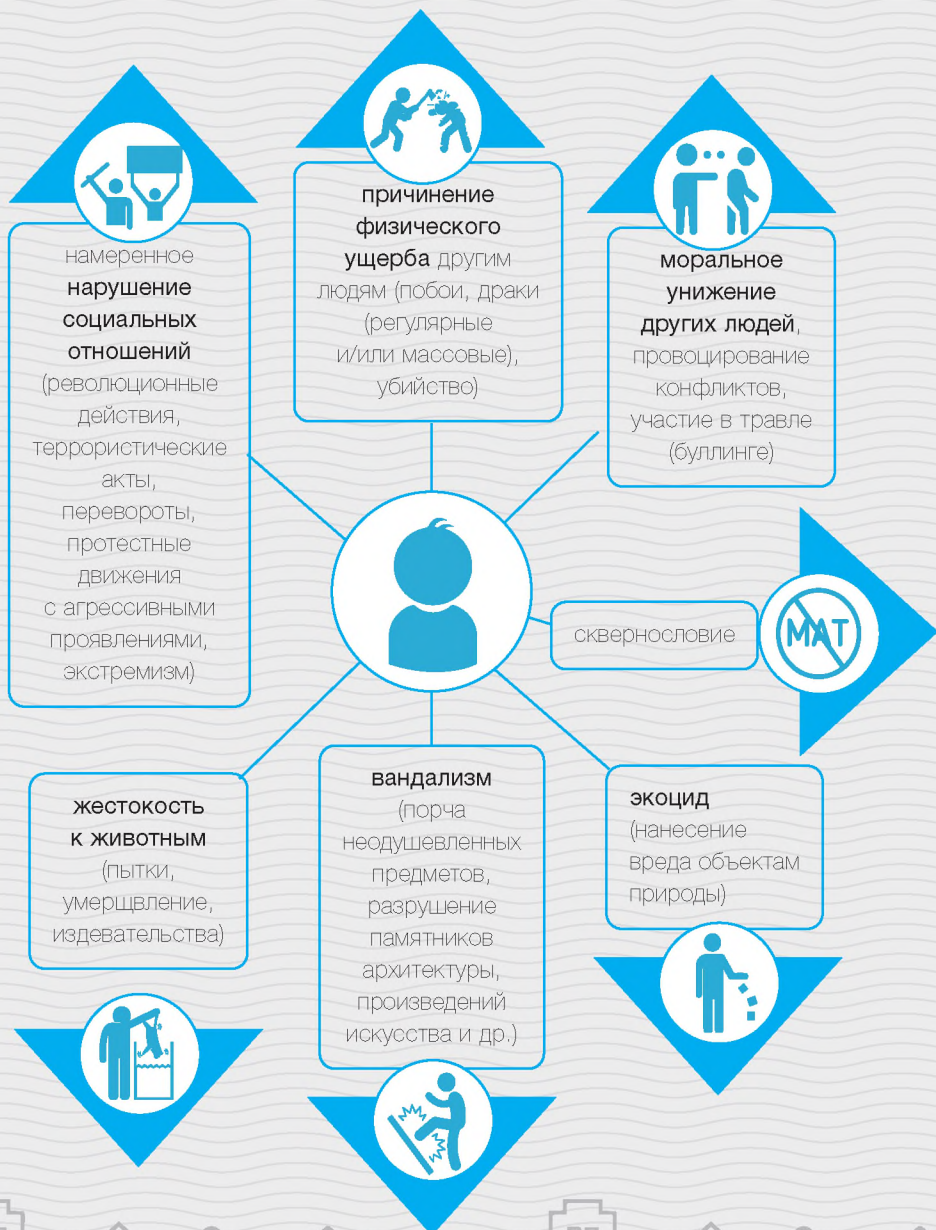 намеренное
нарушение
социальных
отношений
(революционные
действия,
террористические
акты,
перевороты,
протестные
движения
с агрессивными
проявлениями,
экстремизм)
причинение
физического
ущерба другим
людям (побои, драки
(регулярные
и/или массовые),
убийство)
моральное
унижение
других людей,
провоцирование
конфликтов,
участие в травле
(буллинге)
сквернословие
МАТ
жестокость
к животным
(пытки,
умерщвление,
издевательства)
вандализм
(порча
неодушевленных
предметов,
разрушение
памятников
архитектуры,
произведений
искусства и др.)
экоцид
(нанесение
вреда объектам
природы)